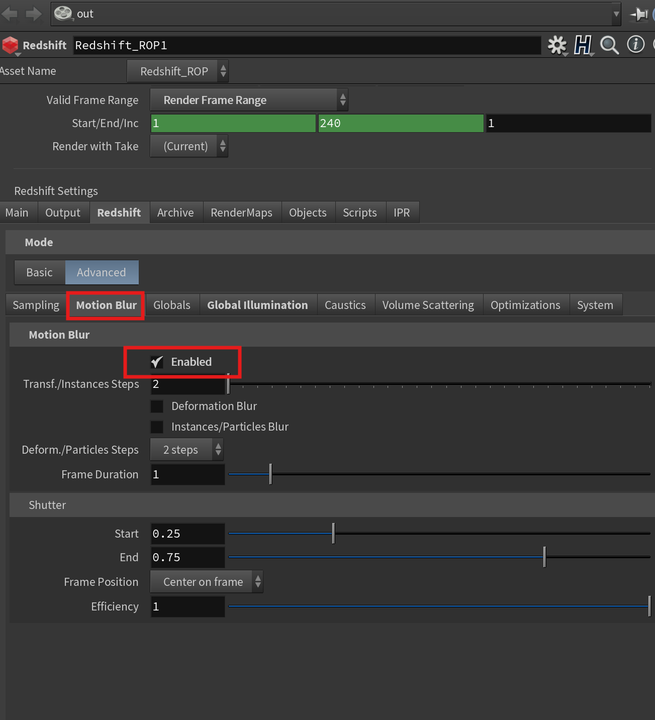 out
Redshift Redshift_ROP1
Asset Name Redshift_ROP
Valid Frame Range Render Frame Range
Start/End/Inc 1 240 1
Render with Take (Current)
Redshift Settings
Main Output Redshift Archive RenderMaps Objects Scripts IPR
Mode
Basic Advanced
Sampling Motion Blur Globals Global Illumination Caustics Volume Scattering Optimizations System
Motion Blur
Enabled
Transf./Instances Steps 2
Deformation Blur
Instances/Particles Blur
Deform./Particles Steps 2 steps
Frame Duration 1
Shutter
Start 0.25
End 0.75
Frame Position Center on frame
Efficiency 1